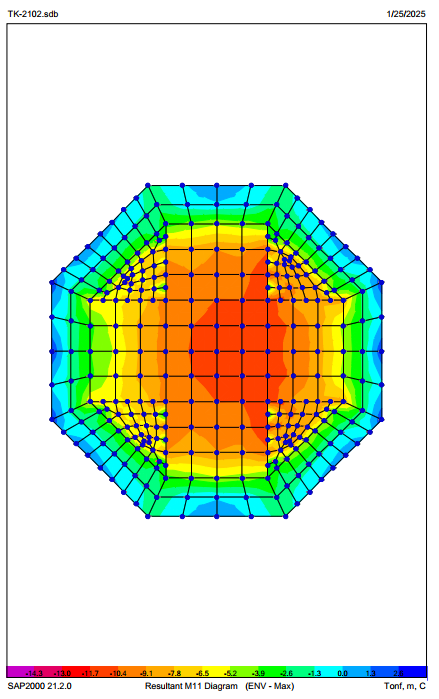 TK-2102.sdb 1/25/2025
-14.3 -13.0 -11.7 -10.4 -9.1 -7.8 -6.5 -5.2 -3.9 -2.6 -1.3 0.0 1.3 2.6
SAP2000 21.2.0 Resultant M11 Diagram (ENV - Max) Tonf, m, C